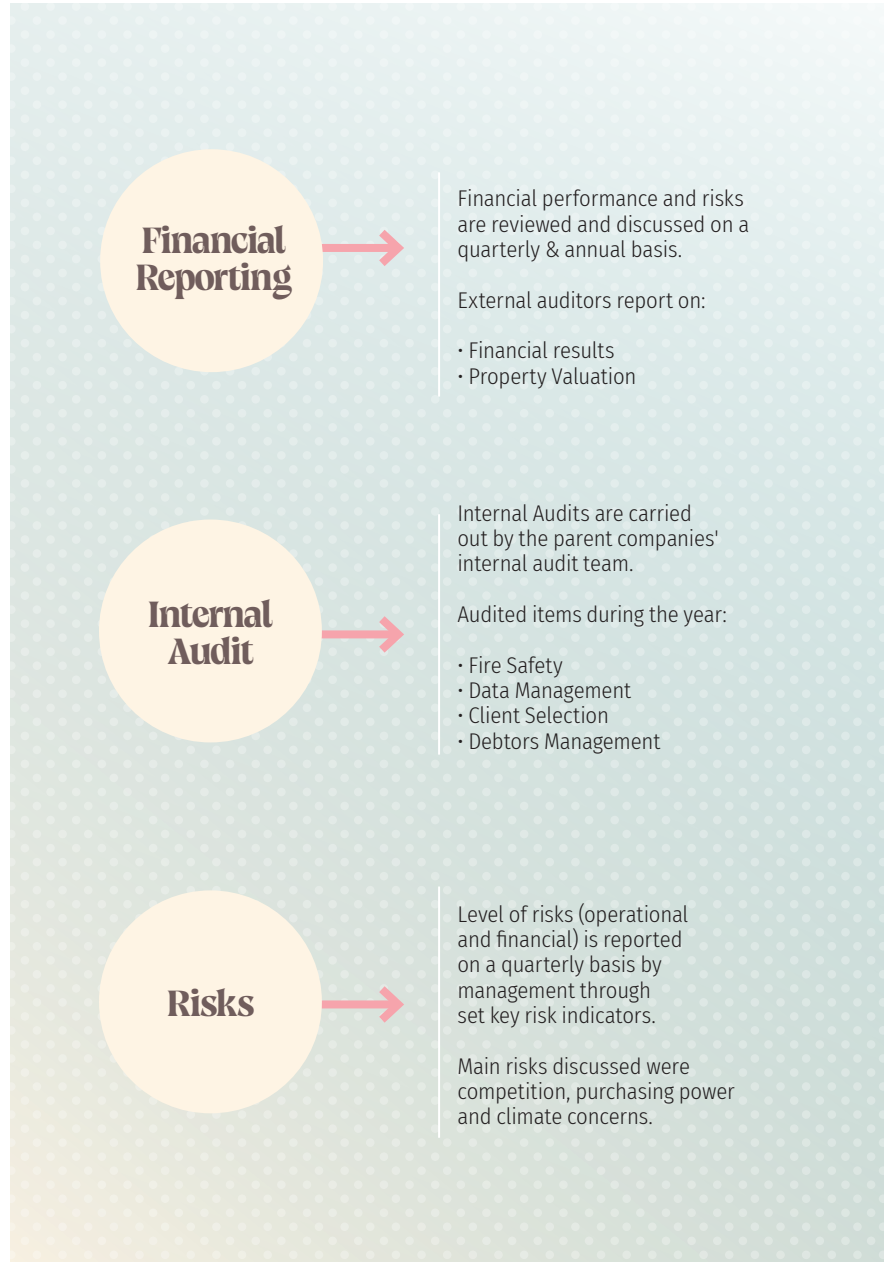 Financial
Reporting
Financial performance and risks
are reviewed and discussed on a
quarterly & annual basis.
External auditors report on:
• Financial results
• Property Valuation
Internal
Audit
Internal Audits are carried
out by the parent companies'
internal audit team.
Audited items during the year:
• Fire Safety
• Data Management
• Client Selection
• Debtors Management
Risks
Level of risks (operational
and financial) is reported
on a quarterly basis by
management through
set key risk indicators.
Main risks discussed were
competition, purchasing power
and climate concerns.